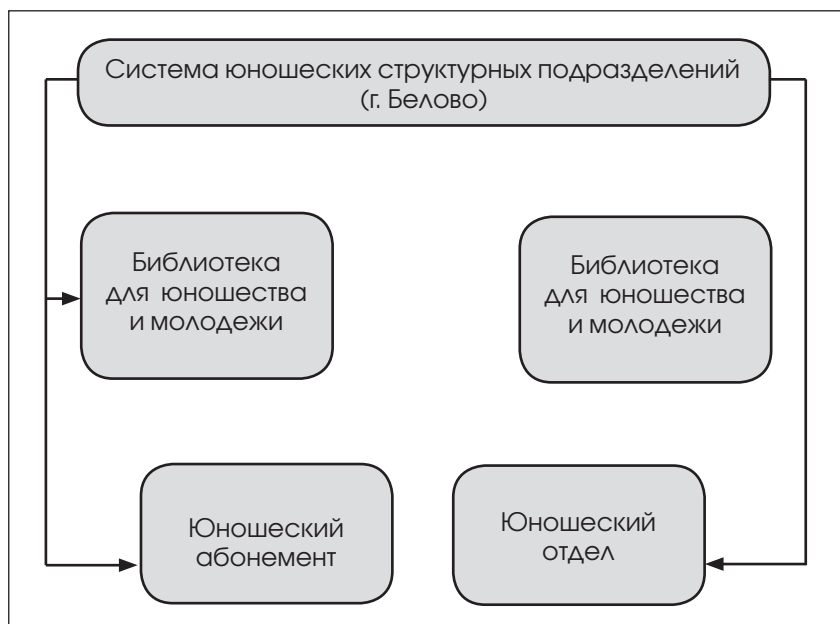 Система юношеских структурных подразделений
(г. Белово)
Библиотека
для юношества
и молодежи
Библиотека
для юношества
и молодежи
Юношеский
абонемент
Юношеский
отдел